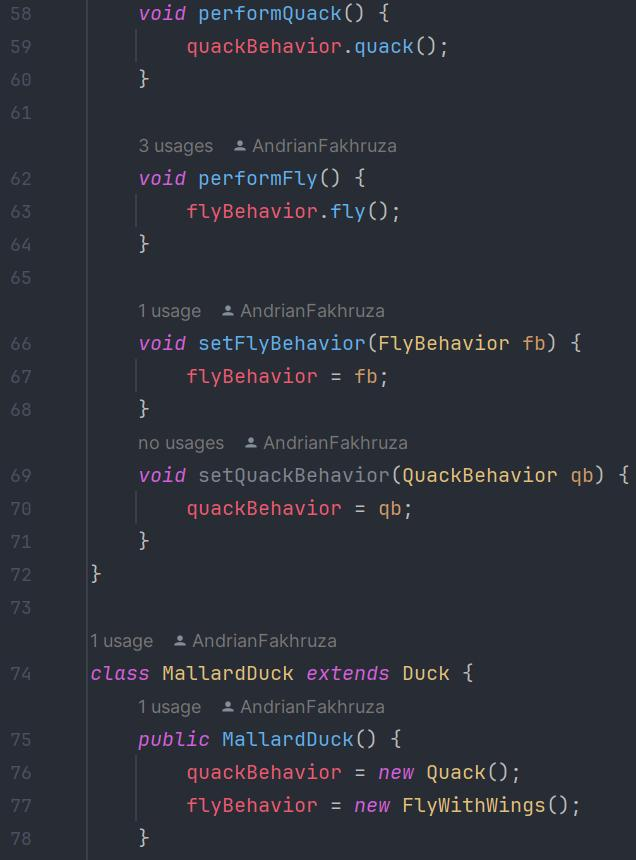 58 void performQuack() {
59 quackBehavior.quack();
60 }
61
3 usages AndrianFakhruza
62 void performFly() {
63 flyBehavior.fly();
64 }
65
1 usage AndrianFakhruza
66 void setFlyBehavior(FlyBehavior fb) {
67 flyBehavior = fb;
68 }
no usages AndrianFakhruza
69 void setQuackBehavior(QuackBehavior qb) {
70 quackBehavior = qb;
71 }
72 }
73
1 usage AndrianFakhruza
74 class MallardDuck extends Duck {
1 usage AndrianFakhruza
75 public MallardDuck() {
76 quackBehavior = new Quack();
77 flyBehavior = new FlyWithWings();
78 }